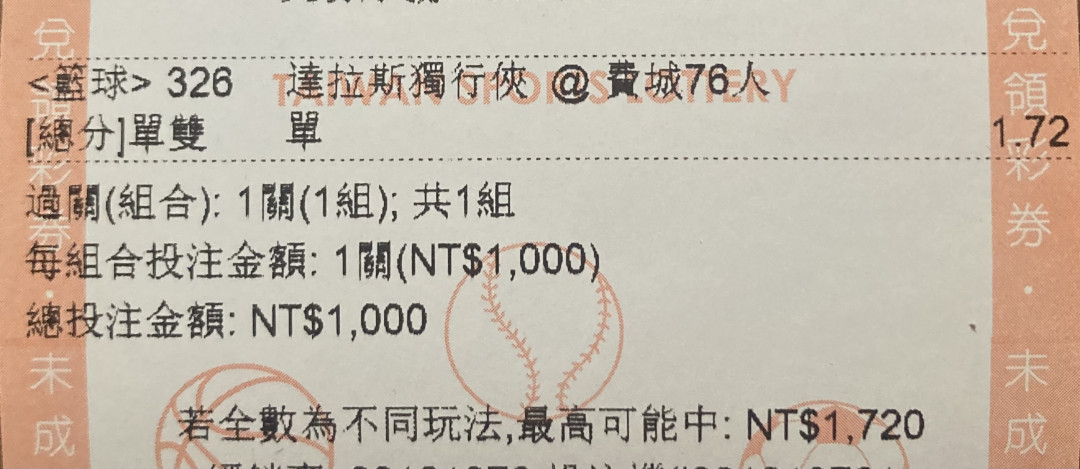 <籃球> 326 達拉斯獨行俠 @ 費城76人
TAIWAN SPORTS LOTTERY
[總分]單雙 單 1.72
過關(組合): 1關(1組); 共1組
每組合投注金額: 1關(NT$1,000)
總投注金額: NT$1,000
若全數為不同玩法,最高可能中: NT$1,720
兌領彩券・未成
兌領彩券・未成